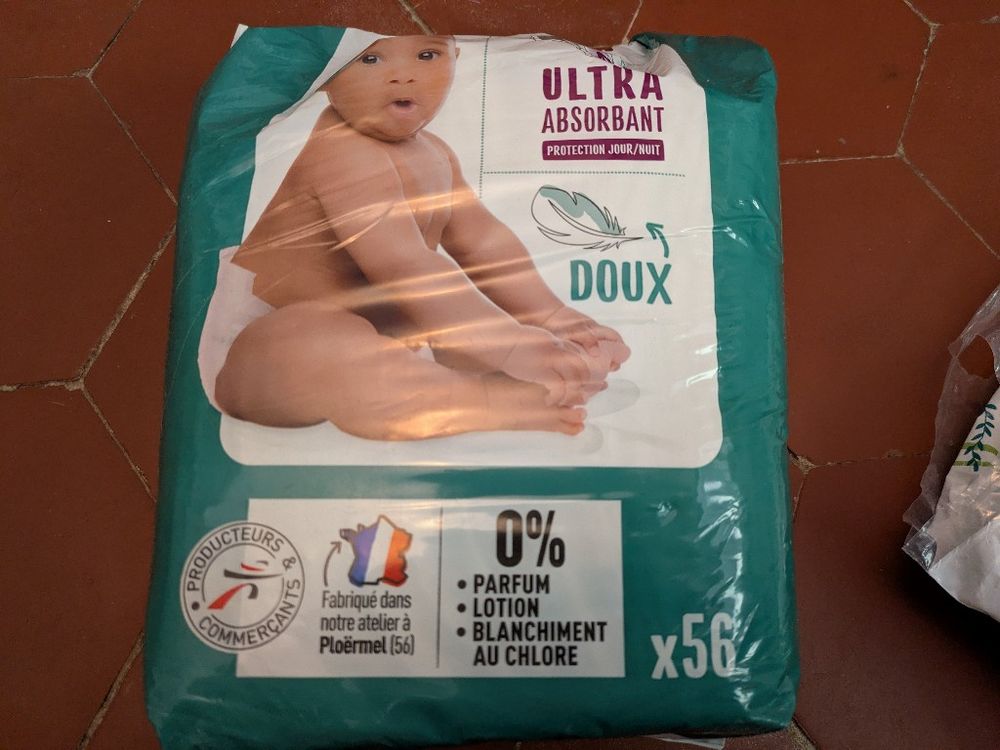 ULTRA
ABSORBANT
PROTECTION JOUR/NUIT
DOUX
PRODUCTEURS &
COMMERÇANTS
Fabriqué dans
notre atelier à
Ploërmel (56)
0%
• PARFUM
• LOTION
• BLANCHIMENT
AU CHLORE
x56